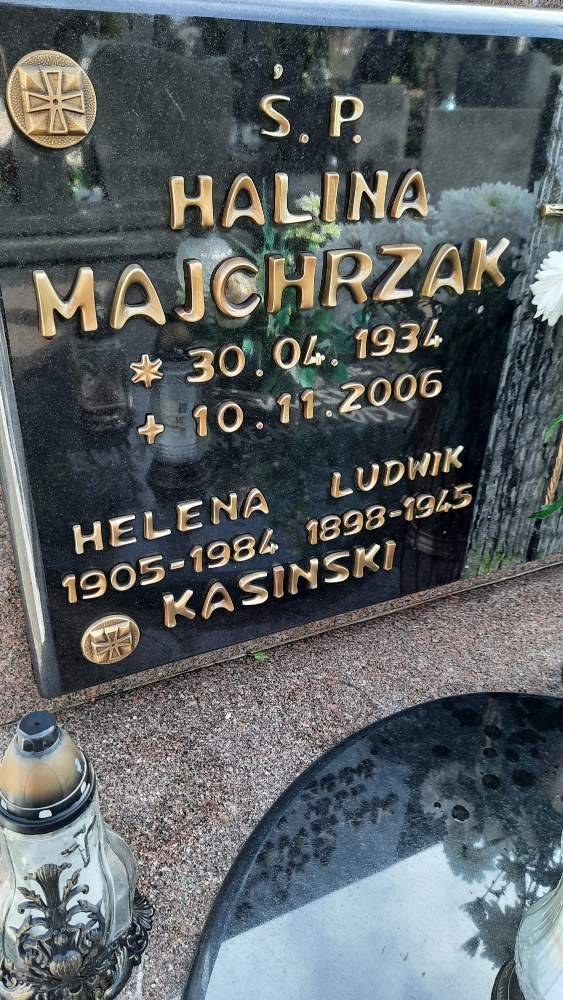 Ś. P.
HALINA
MAJCHRZAK
* 30.04.1934
+ 10.11.2006
HELENA LUDWIK
1905-1984 1898-1945
KASINSKI